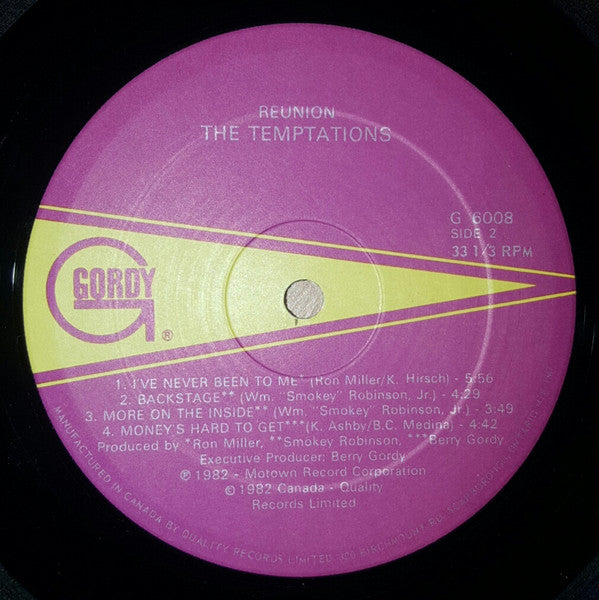 REUNION
THE TEMPTATIONS
G 6008
SIDE 2
33 1/3 RPM
GORDY
®
1. I'VE NEVER BEEN TO ME* (Ron Miller/K. Hirsch) - 5:56
2. BACKSTAGE** (Wm. "Smokey" Robinson, Jr.) - 4:29
3. MORE ON THE INSIDE** (Wm. "Smokey" Robinson, Jr.) - 3:49
4. MONEY'S HARD TO GET***(K. Ashby/B.C. Medina) - 4:42
Produced by *Ron Miller, **Smokey Robinson, ***Berry Gordy
Executive Producer: Berry Gordy
℗ 1982 - Motown Record Corporation
© 1982 Canada - Quality
Records Limited
MANUFACTURED IN CANADA BY QUALITY RECORDS LIMITED 380 BIRCHMOUNT RD. SCARBOROUGH